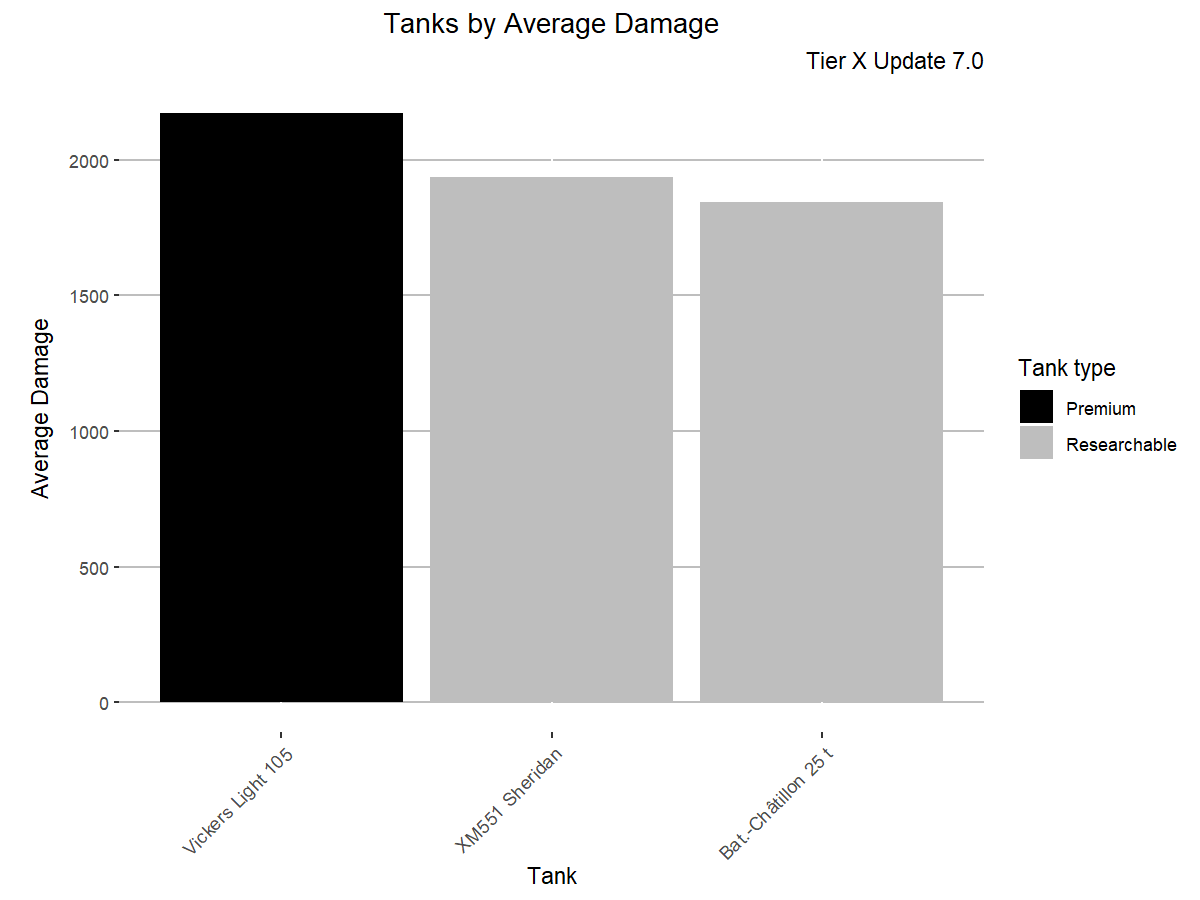 Tanks by Average Damage
Tier X Update 7.0
Average Damage
2000
1500
1000
500
0
Vickers Light 105
XM551 Sheridan
Bat.-Châtillon 25 t
Tank
Tank type
Premium
Researchable